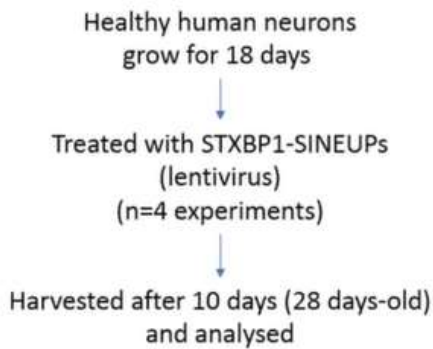 Healthy human neurons
grow for 18 days
Treated with STXBP1-SINEUPs
(lentivirus)
(n=4 experiments)
Harvested after 10 days (28 days-old)
and analysed